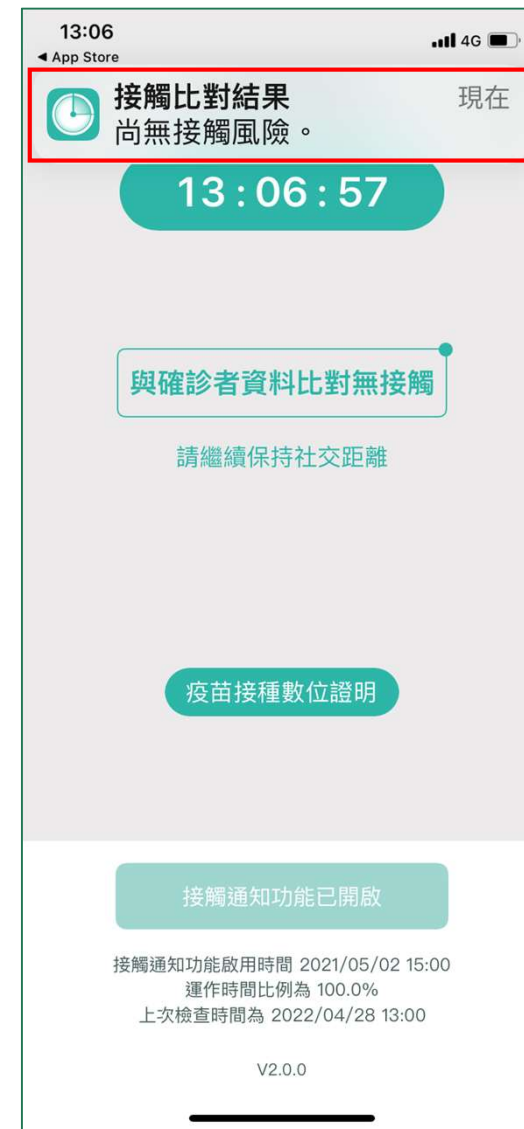 13:06
◀ App Store
4G
接觸比對結果
現在
尚無接觸風險。
13:06:57
與確診者資料比對無接觸
請繼續保持社交距離
疫苗接種數位證明
接觸通知功能已開啟
接觸通知功能啟用時間 2021/05/02 15:00
運作時間比例為 100.0%
上次檢查時間為 2022/04/28 13:00
V2.0.0